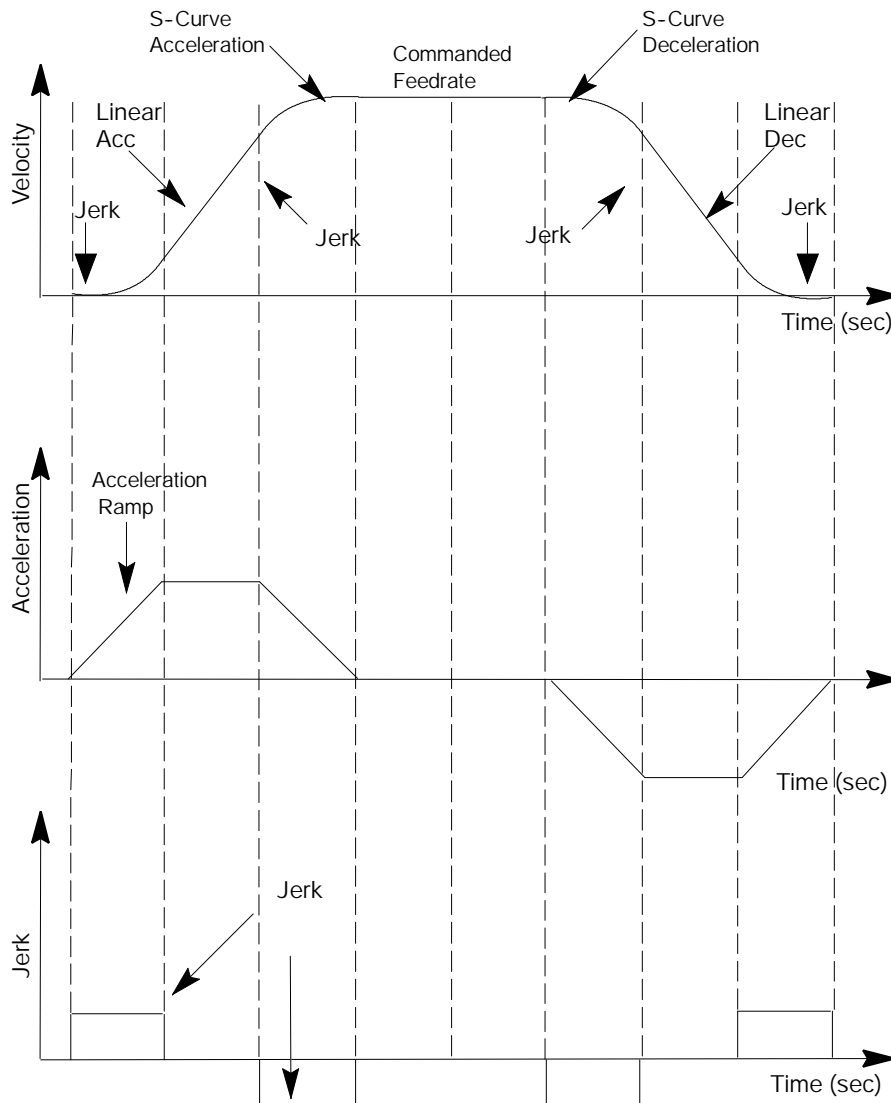 S-Curve
Acceleration
Commanded
Feedrate
S-Curve
Deceleration
Velocity
Linear
Acc
Linear
Dec
Jerk
Jerk
Jerk
Jerk
Time (sec)
Acceleration
Acceleration
Ramp
Time (sec)
Jerk
Jerk
Time (sec)